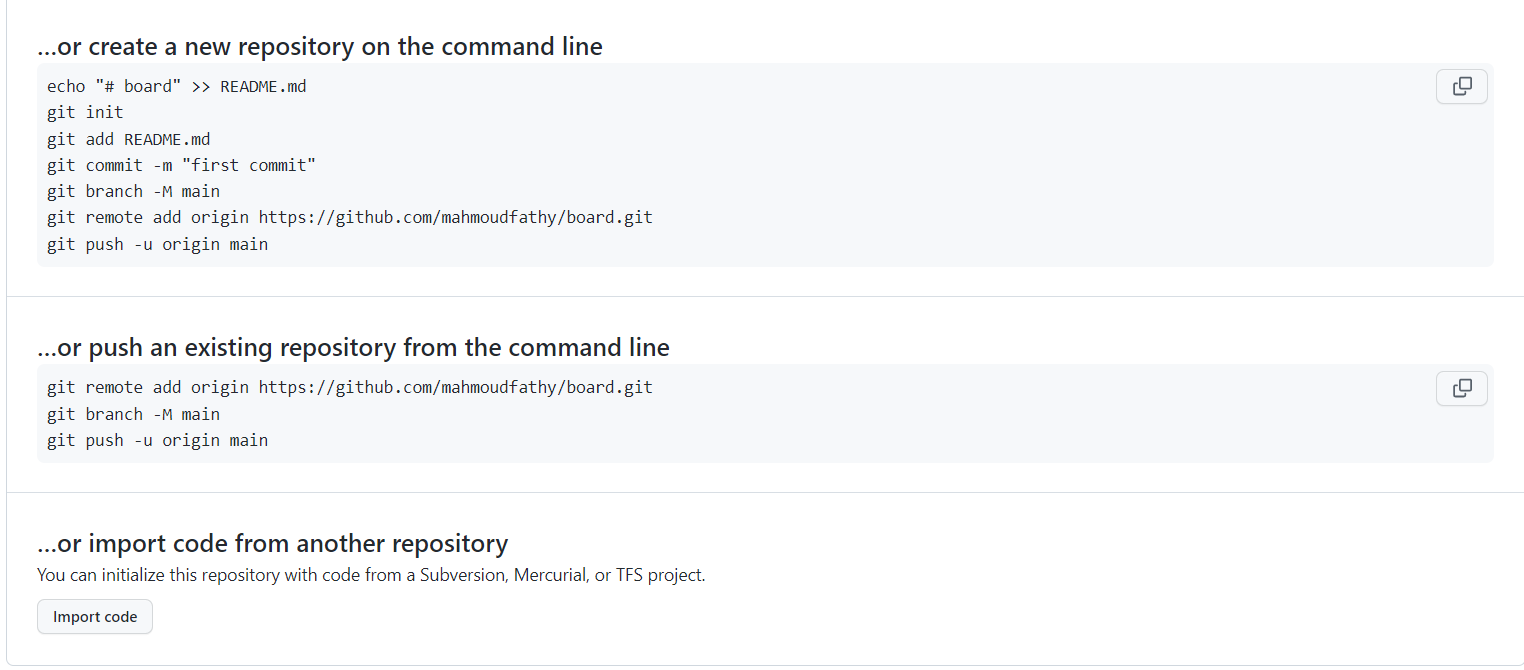 ...or create a new repository on the command line
echo "# board" >> README.md
git init
git add README.md
git commit -m "first commit"
git branch -M main
git remote add origin https://github.com/mahmoudfathy/board.git
git push -u origin main
...or push an existing repository from the command line
git remote add origin https://github.com/mahmoudfathy/board.git
git branch -M main
git push -u origin main
...or import code from another repository
You can initialize this repository with code from a Subversion, Mercurial, or TFS project.
Import code